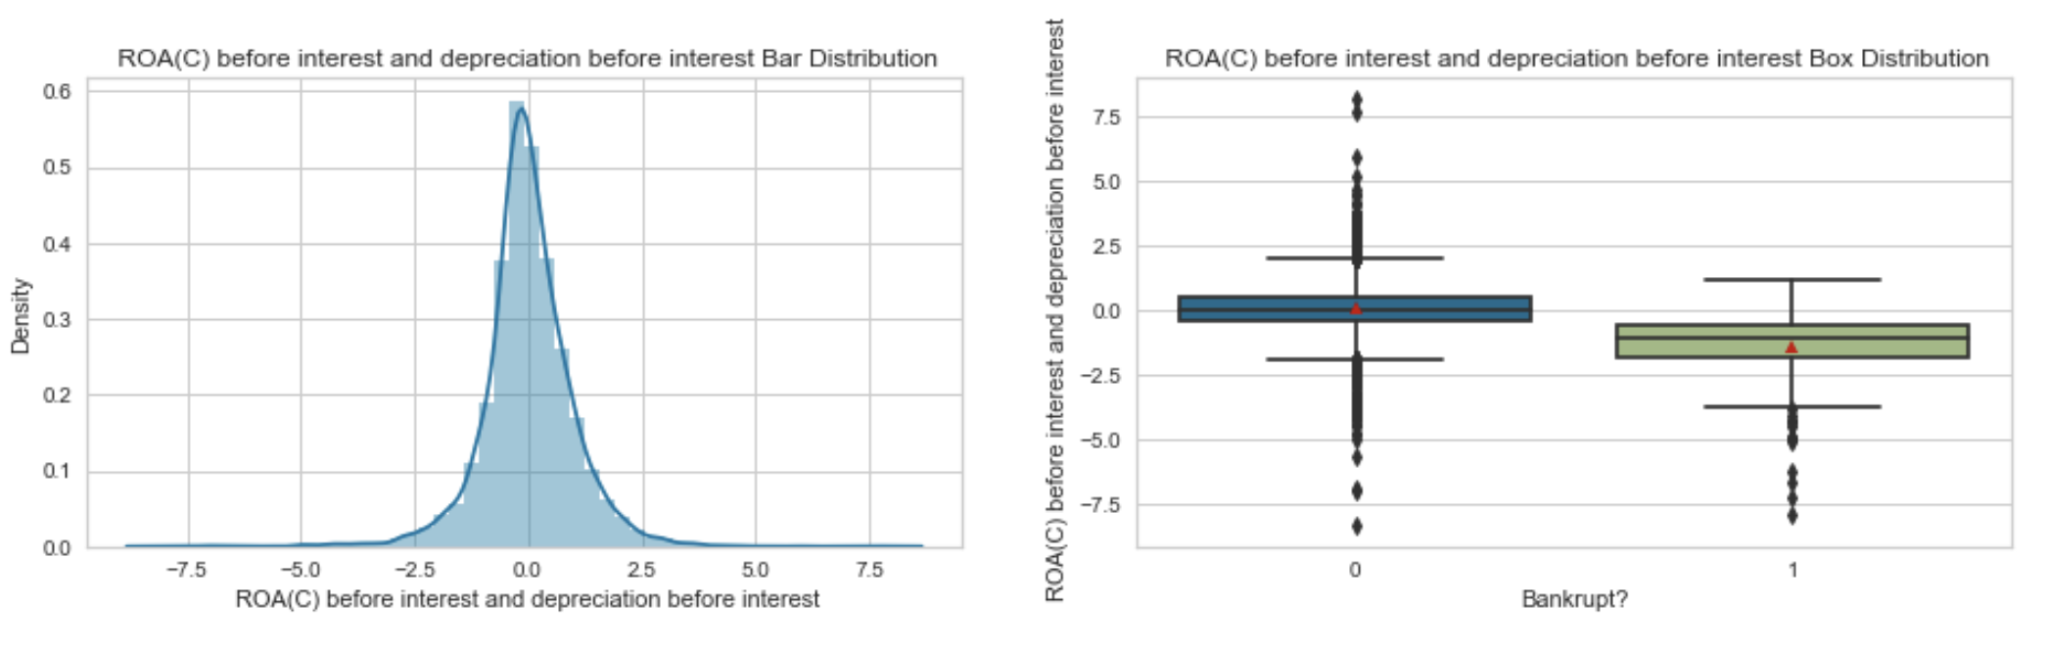 ROA(C) before interest and depreciation before interest Bar Distribution
0.6
0.5
0.4
0.3
0.2
0.1
0.0
Density
−7.5 −5.0 −2.5 0.0 2.5 5.0 7.5
ROA(C) before interest and depreciation before interest
ROA(C) before interest and depreciation before interest Box Distribution
ROA(C) before interest and depreciation before interest
7.5
5.0
2.5
0.0
−2.5
−5.0
−7.5
0 1
Bankrupt?